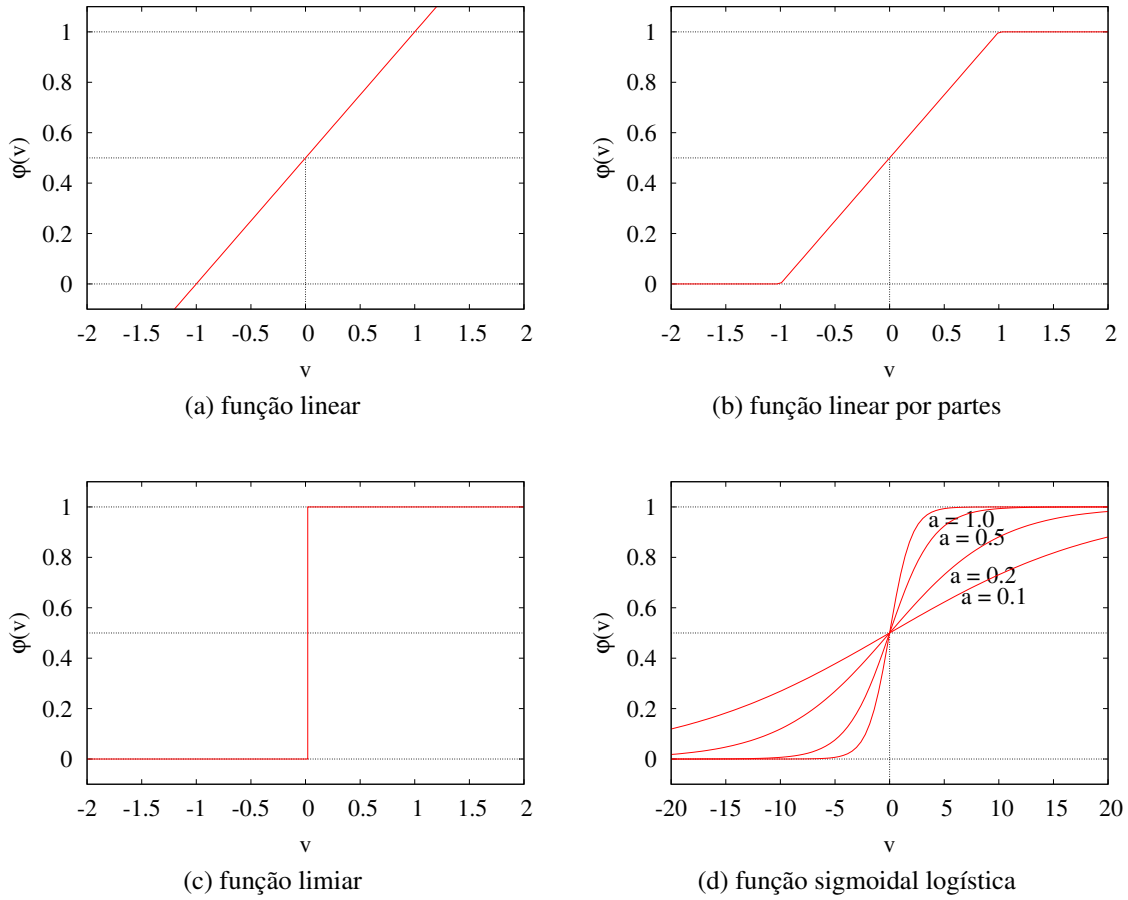 1
0.8
0.6
0.4
0.2
0
φ(v)
-2 -1.5 -1 -0.5 0 0.5 1 1.5 2
v
(a) função linear
1
0.8
0.6
0.4
0.2
0
φ(v)
-2 -1.5 -1 -0.5 0 0.5 1 1.5 2
v
(b) função linear por partes
1
0.8
0.6
0.4
0.2
0
φ(v)
-2 -1.5 -1 -0.5 0 0.5 1 1.5 2
v
(c) função limiar
1
0.8
0.6
0.4
0.2
0
φ(v)
a = 1.0
a = 0.5
a = 0.2
a = 0.1
-20 -15 -10 -5 0 5 10 15 20
v
(d) função sigmoidal logística